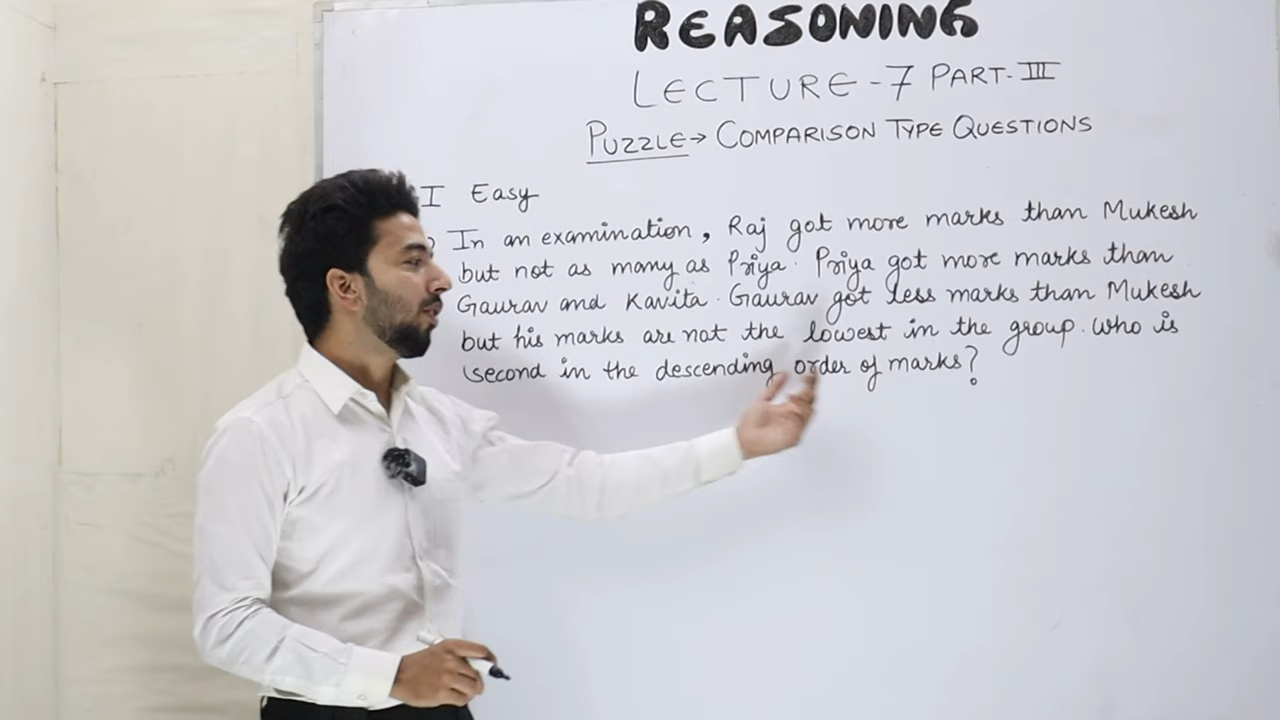 REASONING
LECTURE-7 PART-III
PUZZLE→ COMPARISON TYPE QUESTIONS
I Easy
In an examination, Raj got more marks than Mukesh
but not as many as Priya. Priya got more marks than
Gaurav and Kavita. Gaurav got less marks than Mukesh
but his marks are not the lowest in the group. who is
second in the descending order of marks?